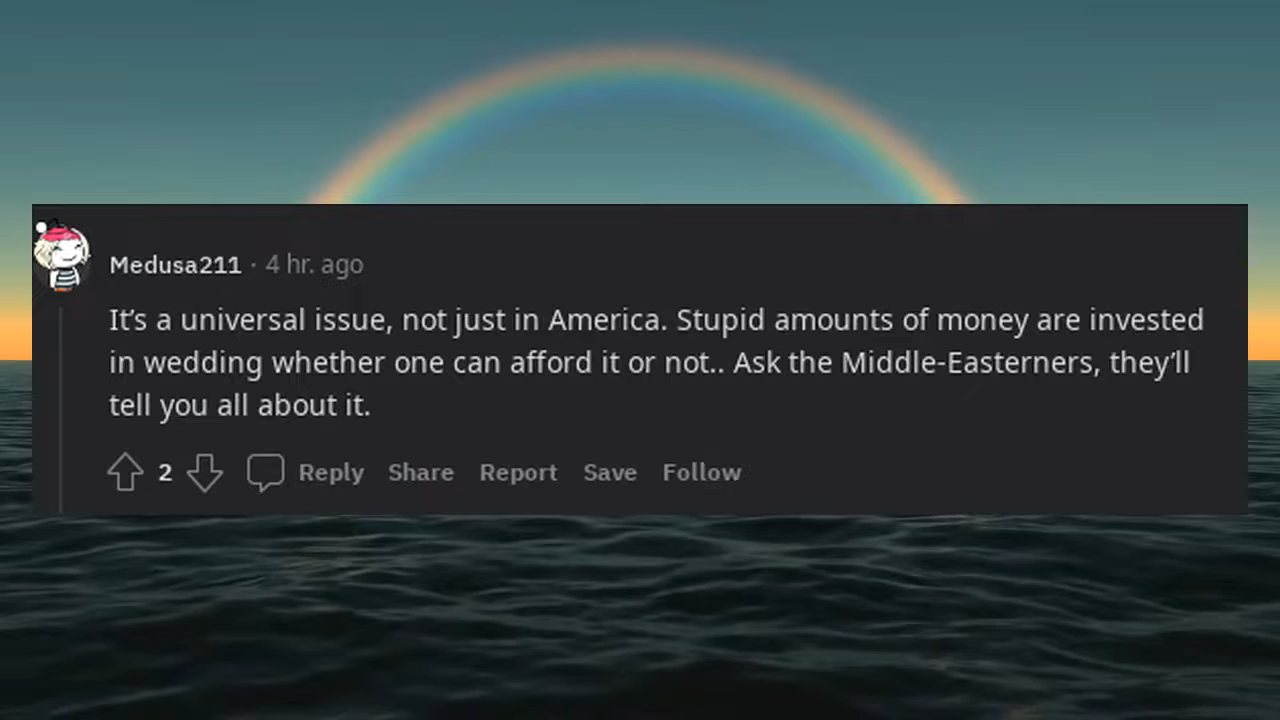 Medusa211 · 4 hr. ago
It’s a universal issue, not just in America. Stupid amounts of money are invested
in wedding whether one can afford it or not.. Ask the Middle-Easterners, they’ll
tell you all about it.
2 Reply Share Report Save Follow